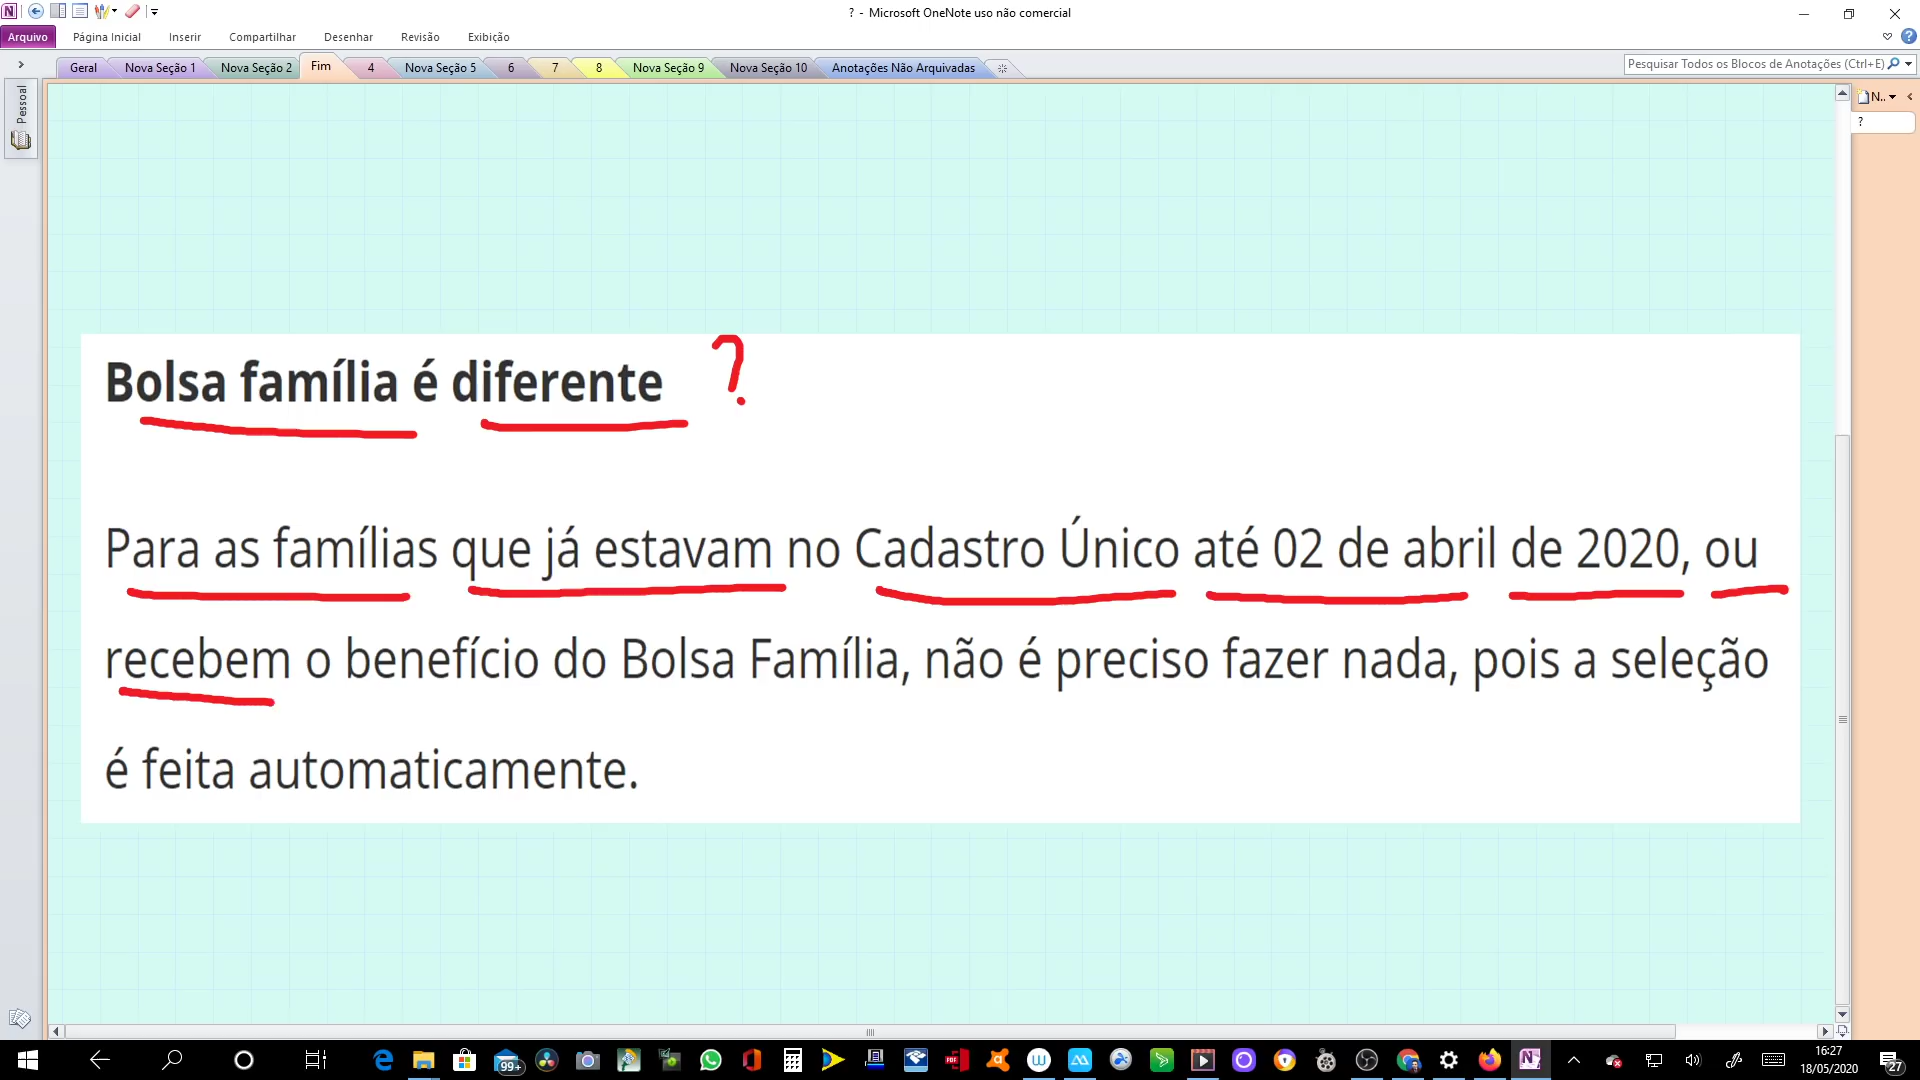 ? - Microsoft OneNote uso não comercial
Arquivo Página Inicial Inserir Compartilhar Desenhar Revisão Exibição
Geral Nova Seção 1 Nova Seção 2 Fim 4 Nova Seção 5 6 7 8 Nova Seção 9 Nova Seção 10 Anotações Não Arquivadas
Pesquisar Todos os Blocos de Anotações (Ctrl+E)
Pessoal
N..
?
Bolsa família é diferente ?
Para as famílias que já estavam no Cadastro Único até 02 de abril de 2020, ou
recebem o benefício do Bolsa Família, não é preciso fazer nada, pois a seleção
é feita automaticamente.
99+
16:27
18/05/2020
27